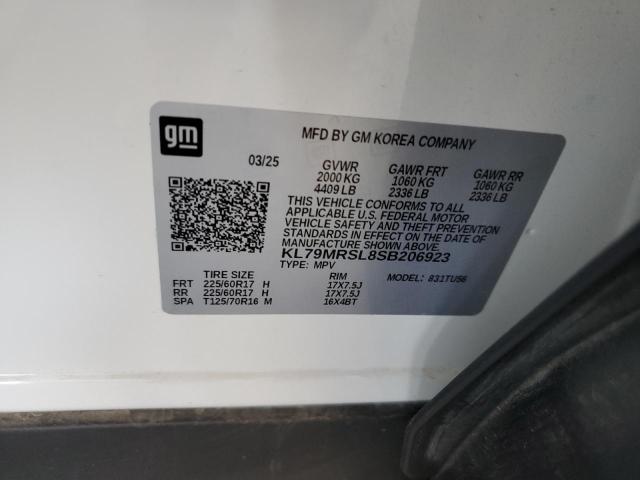 gm
MFD BY GM KOREA COMPANY
03/25 GVWR GAWR FRT GAWR RR
2000 KG 1060 KG 1060 KG
4409 LB 2336 LB 2336 LB
THIS VEHICLE CONFORMS TO ALL
APPLICABLE U.S. FEDERAL MOTOR
VEHICLE SAFETY AND THEFT PREVENTION
STANDARDS IN EFFECT ON THE DATE OF
MANUFACTURE SHOWN ABOVE.
KL79MRSL8SB206923
TYPE: MPV MODEL: 831TUS6
TIRE SIZE RIM
FRT 225/60R17 H 17X7.5J
RR 225/60R17 H 17X7.5J
SPA T125/70R16 M 16X4BT